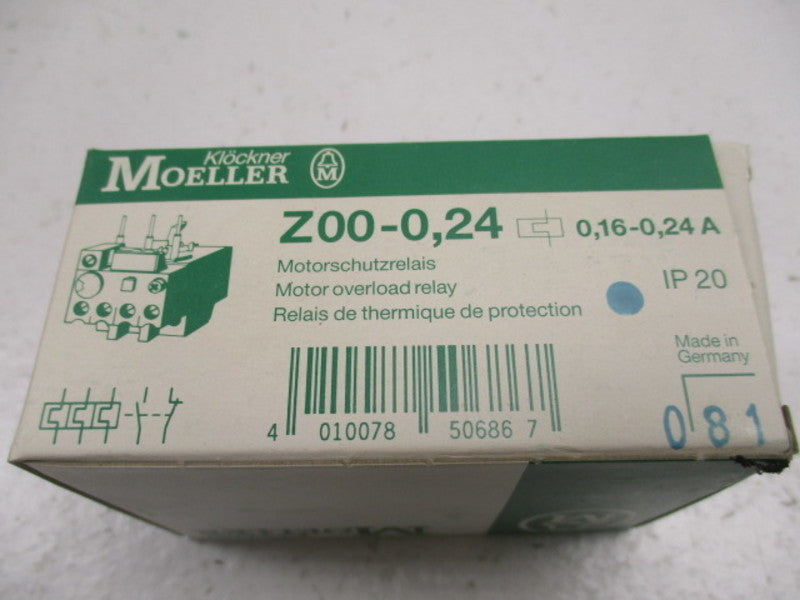 Klöckner
MOELLER M
Z00-0,24 0,16-0,24 A
Motorschutzrelais
Motor overload relay
Relais de thermique de protection
IP 20
Made in
Germany
4 010078 50686 7
081